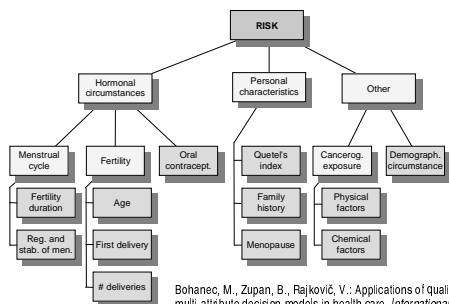 RISK
Hormonal
circumstances
Personal
characteristics
Other
Menstrual
cycle
Fertility
Oral
contracept.
Quetel's
index
Cancerog.
exposure
Demograph.
circumstance
Fertility
duration
Age
Family
history
Physical
factors
Reg. and
stab. of men.
First delivery
Menopause
Chemical
factors
# deliveries
Bohanec, M., Zupan, B., Rajkovič, V.: Applications of quali
multi-attribute decision models in health care, International